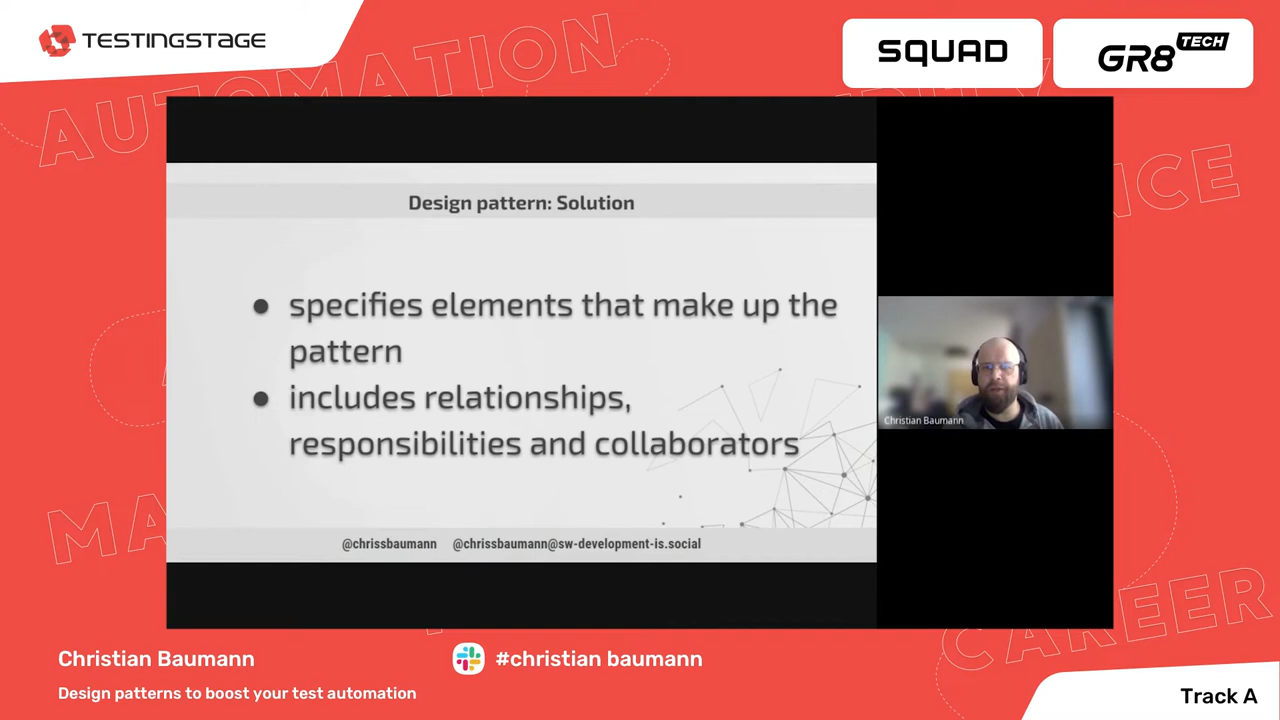 TESTINGSTAGE
SQUAD
GR8 TECH
AUTOMATION
Design pattern: Solution
● specifies elements that make up the
pattern
● includes relationships,
responsibilities and collaborators
@chrissbaumann @chrissbaumann@sw-development-is.social
Christian Baumann
CAREER
Christian Baumann
#christian baumann
Design patterns to boost your test automation
Track A